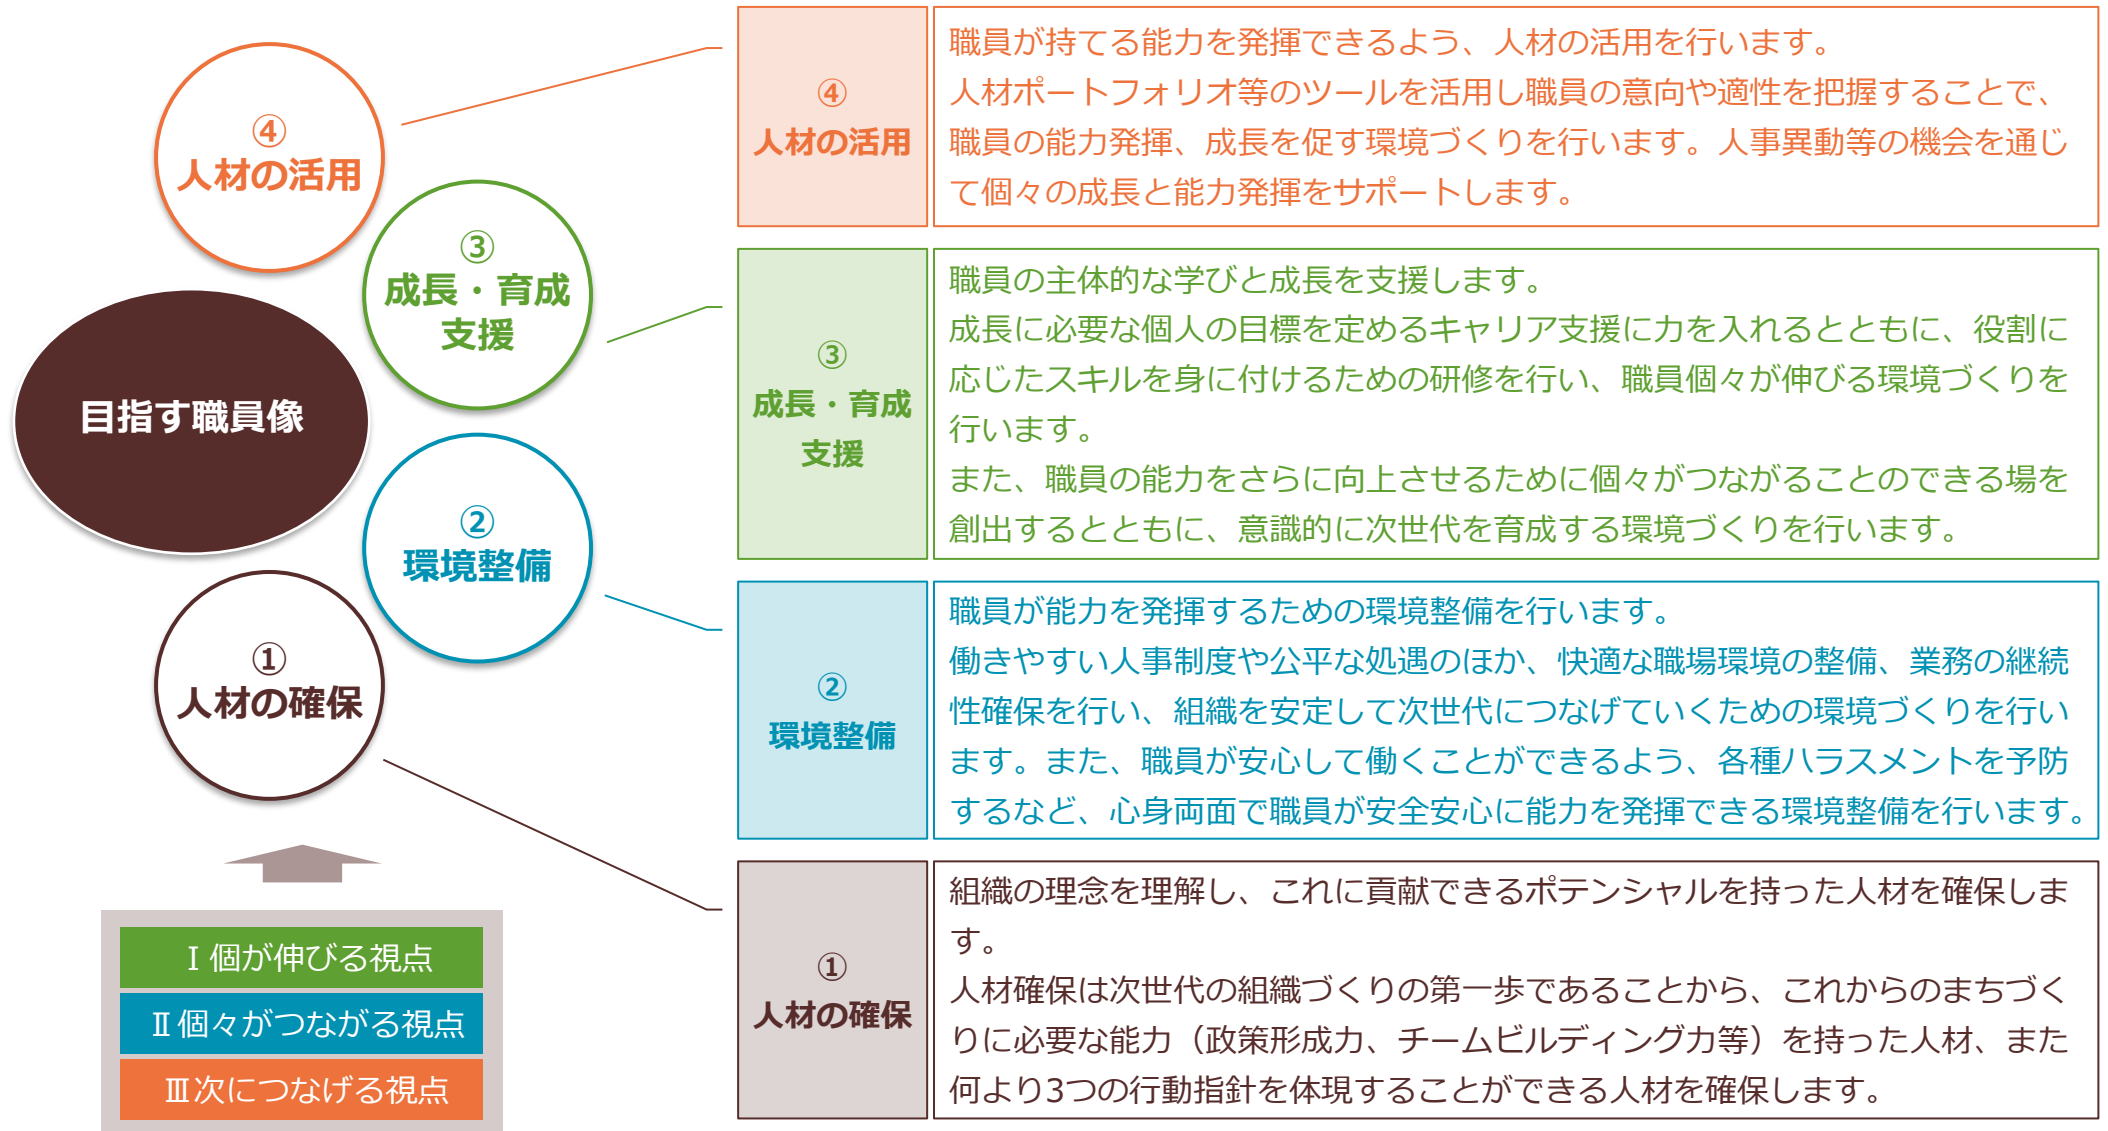 ④
人材の活用
③
成長・育成
支援
目指す職員像
②
環境整備
①
人材の確保
Ⅰ個が伸びる視点
Ⅱ個々がつながる視点
Ⅲ次につなげる視点
④
人材の活用
職員が持てる能力を発揮できるよう、人材の活用を行います。
人材ポートフォリオ等のツールを活用し職員の意向や適性を把握することで、
職員の能力発揮、成長を促す環境づくりを行います。人事異動等の機会を通じ
て個々の成長と能力発揮をサポートします。
③
成長・育成
支援
職員の主体的な学びと成長を支援します。
成長に必要な個人の目標を定めるキャリア支援に力を入れるとともに、役割に
応じたスキルを身に付けるための研修を行い、職員個々が伸びる環境づくりを
行います。
また、職員の能力をさらに向上させるために個々がつながることのできる場を
創出するとともに、意識的に次世代を育成する環境づくりを行います。
②
環境整備
職員が能力を発揮するための環境整備を行います。
働きやすい人事制度や公平な処遇のほか、快適な職場環境の整備、業務の継続
性確保を行い、組織を安定して次世代につなげていくための環境づくりを行い
ます。また、職員が安心して働くことができるよう、各種ハラスメントを予防
するなど、心身両面で職員が安全安心に能力を発揮できる環境整備を行います。
①
人材の確保
組織の理念を理解し、これに貢献できるポテンシャルを持った人材を確保しま
す。
人材確保は次世代の組織づくりの第一歩であることから、これからのまちづく
りに必要な能力（政策形成力、チームビルディング力等）を持った人材、また
何より3つの行動指針を体現することができる人材を確保します。